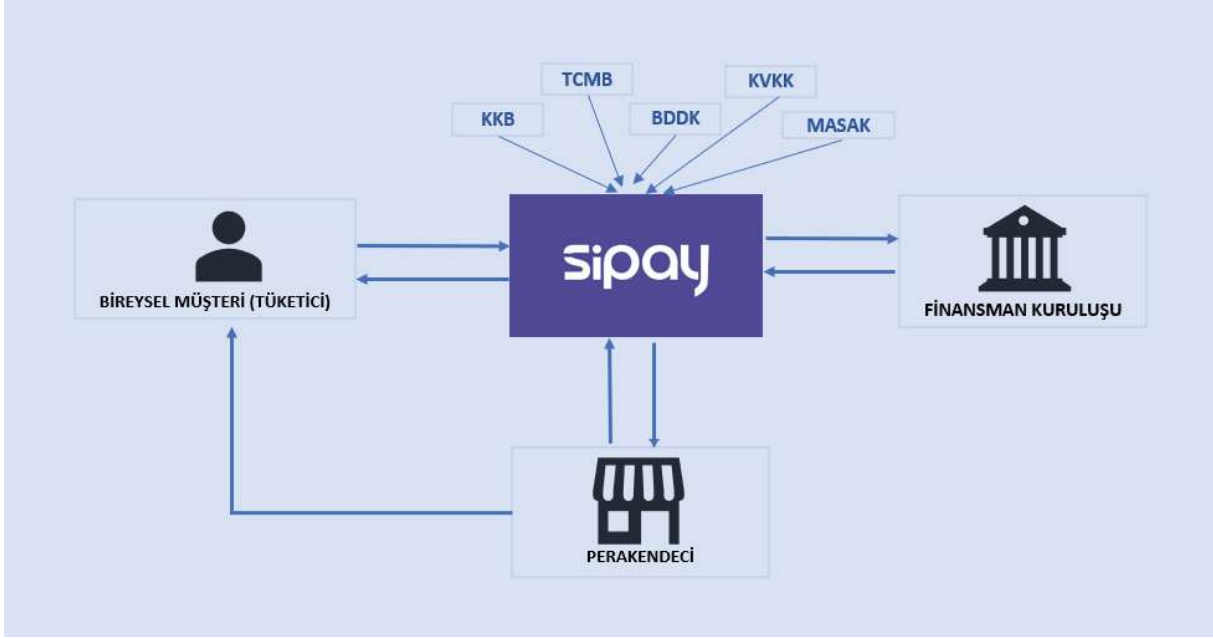 TCMB
KVKK
KKB
BDDK
MASAK
sipay
BİREYSEL MÜŞTERİ (TÜKETİCİ)
FİNANSMAN KURULUŞU
PERAKENDECİ